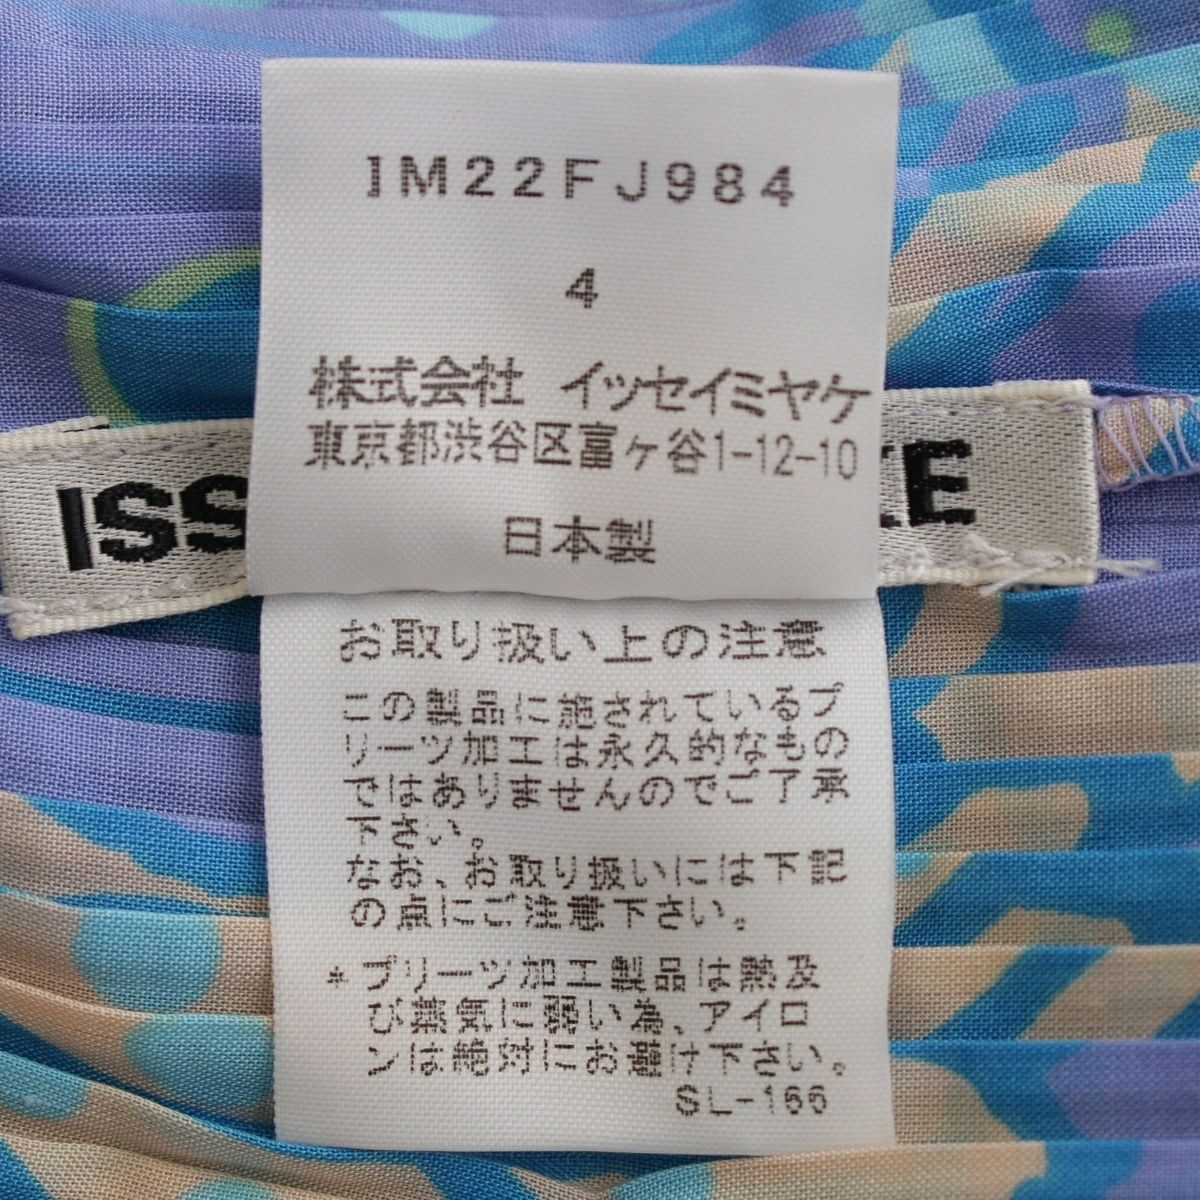 IM22FJ984
4
株式会社 イッセイミヤケ
東京都渋谷区富ヶ谷1-12-10
ISS
KE
日本製
お取り扱い上の注意
この製品に施されているプ
リーツ加工は永久的なもの
ではありませんのでご了承
下さい。
なお、お取り扱いには下記
の点にご注意下さい。
*プリーツ加工製品は熱及
び蒸気に弱い為、アイロ
ンは絶対にお避け下さい。
SL-166